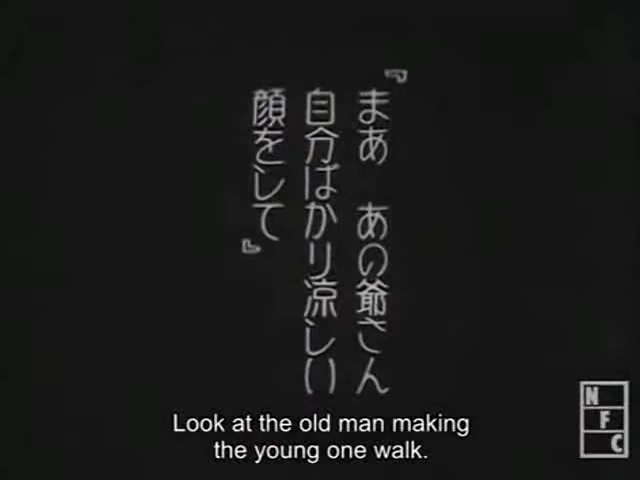 『まあ　あの爺さん
自分ばかり涼しい
顔をして』
Look at the old man making
the young one walk.
N
F
C